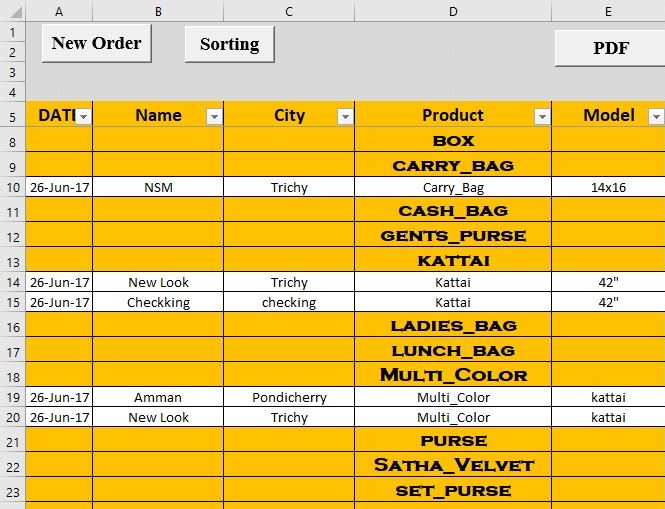 A B C D E
1 New Order Sorting PDF
2
3
4
5 DATE Name City Product Model
8 BOX
9 CARRY_BAG
10 26-Jun-17 NSM Trichy Carry_Bag 14x16
11 CASH_BAG
12 GENTS_PURSE
13 KATTAI
14 26-Jun-17 New Look Trichy Kattai 42"
15 26-Jun-17 Checkking checking Kattai 42"
16 LADIES_BAG
17 LUNCH_BAG
18 Multi_Color
19 26-Jun-17 Amman Pondicherry Multi_Color kattai
20 26-Jun-17 New Look Trichy Multi_Color kattai
21 PURSE
22 Satha_Velvet
23 SET_PURSE